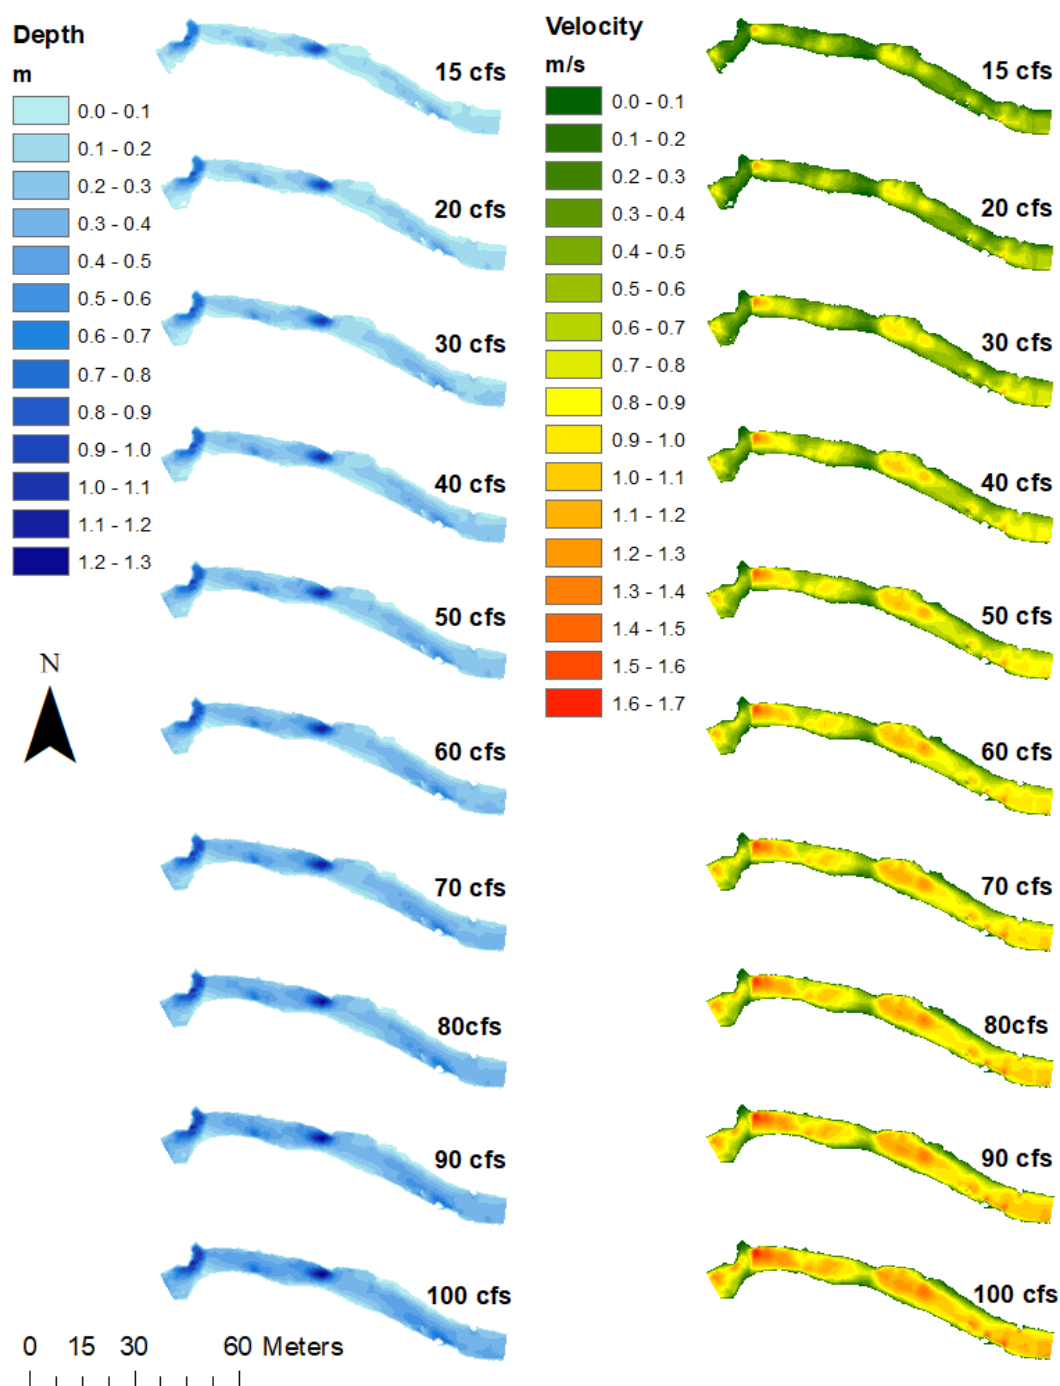 Depth
m
0.0 - 0.1
0.1 - 0.2
0.2 - 0.3
0.3 - 0.4
0.4 - 0.5
0.5 - 0.6
0.6 - 0.7
0.7 - 0.8
0.8 - 0.9
0.9 - 1.0
1.0 - 1.1
1.1 - 1.2
1.2 - 1.3
N
15 cfs
20 cfs
30 cfs
40 cfs
50 cfs
60 cfs
70 cfs
80cfs
90 cfs
100 cfs
0 15 30 60 Meters
Velocity
m/s
0.0 - 0.1
0.1 - 0.2
0.2 - 0.3
0.3 - 0.4
0.4 - 0.5
0.5 - 0.6
0.6 - 0.7
0.7 - 0.8
0.8 - 0.9
0.9 - 1.0
1.0 - 1.1
1.1 - 1.2
1.2 - 1.3
1.3 - 1.4
1.4 - 1.5
1.5 - 1.6
1.6 - 1.7
15 cfs
20 cfs
30 cfs
40 cfs
50 cfs
60 cfs
70 cfs
80cfs
90 cfs
100 cfs